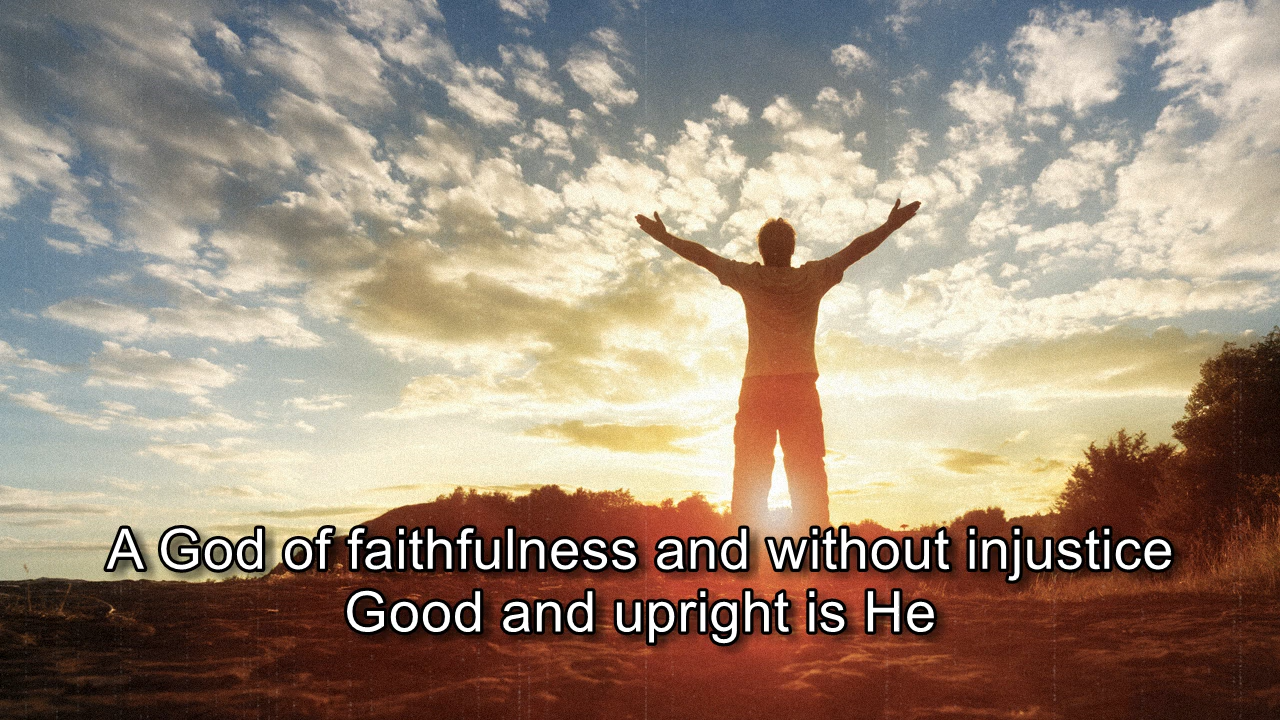 A God of faithfulness and without injustice
Good and upright is He